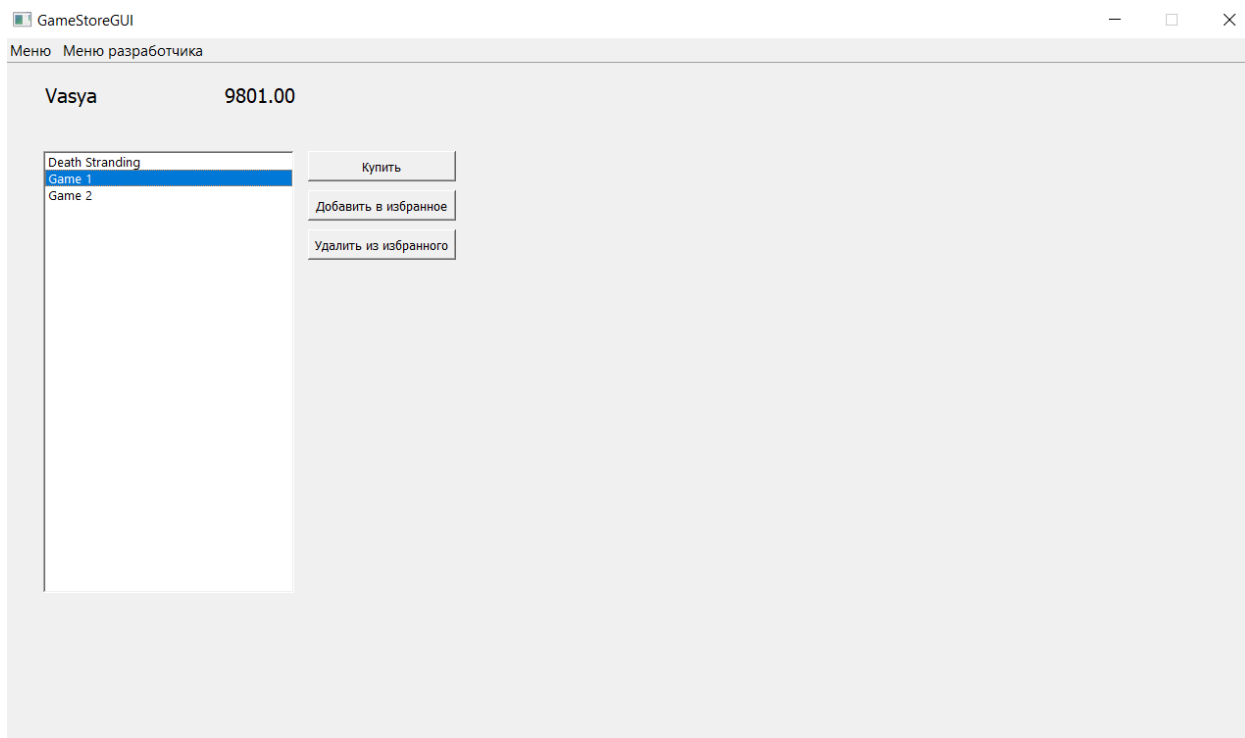 GameStoreGUI
Меню Меню разработчика
Vasya 9801.00
Death Stranding
Game 1
Game 2
Купить
Добавить в избранное
Удалить из избранного